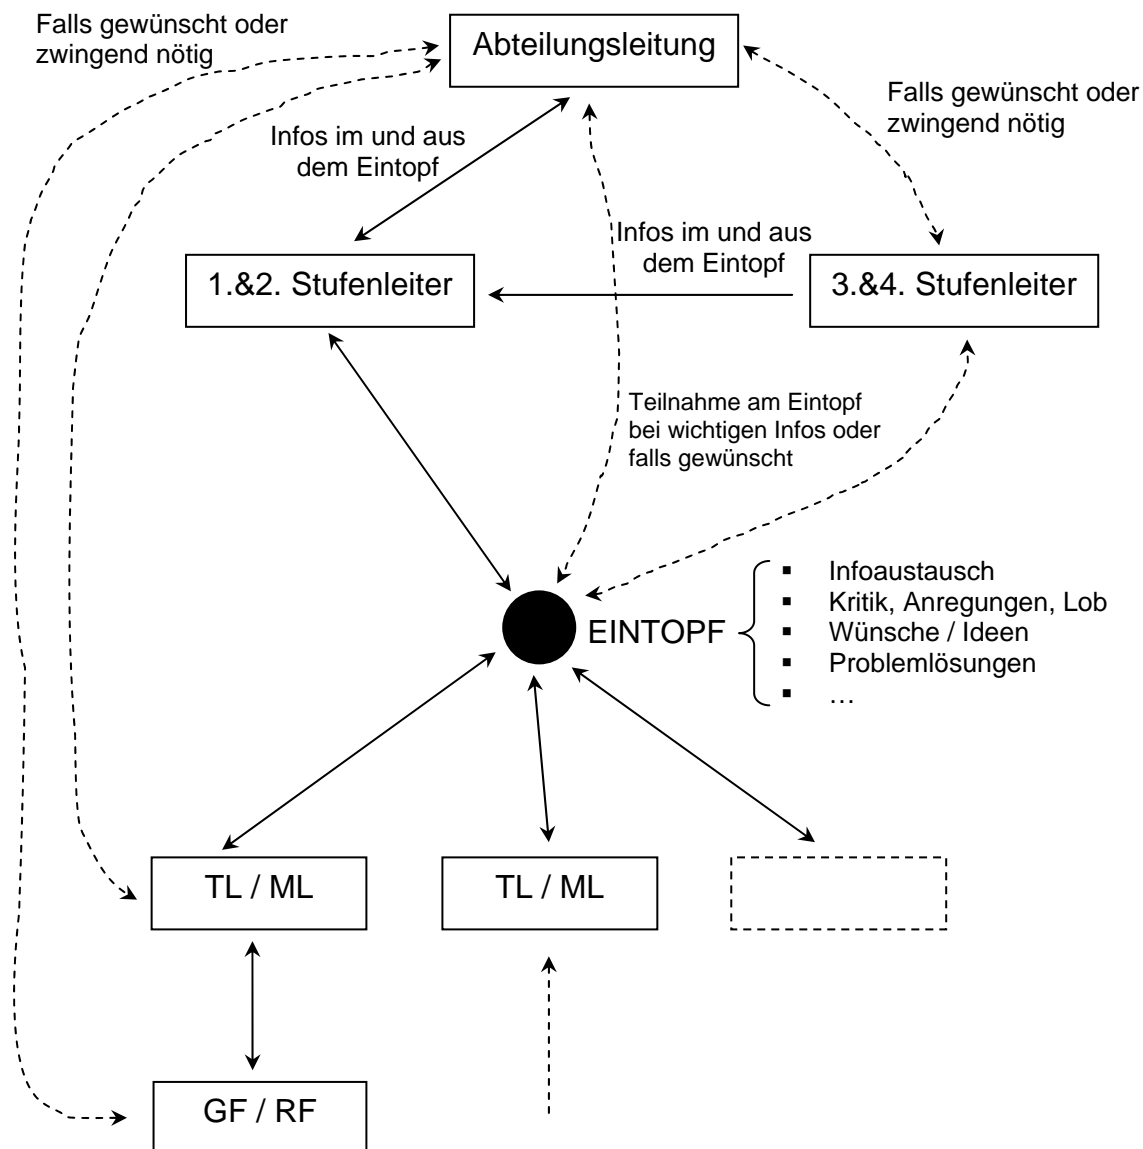 Falls gewünscht oder
zwingend nötig
Abteilungsleitung
Falls gewünscht oder
zwingend nötig
Infos im und aus
dem Eintopf
Infos im und aus
dem Eintopf
1.&2. Stufenleiter
3.&4. Stufenleiter
Teilnahme am Eintopf
bei wichtigen Infos oder
falls gewünscht
EINTOPF
▪ Infoaustausch
▪ Kritik, Anregungen, Lob
▪ Wünsche / Ideen
▪ Problemlösungen
▪ …
TL / ML
TL / ML
GF / RF